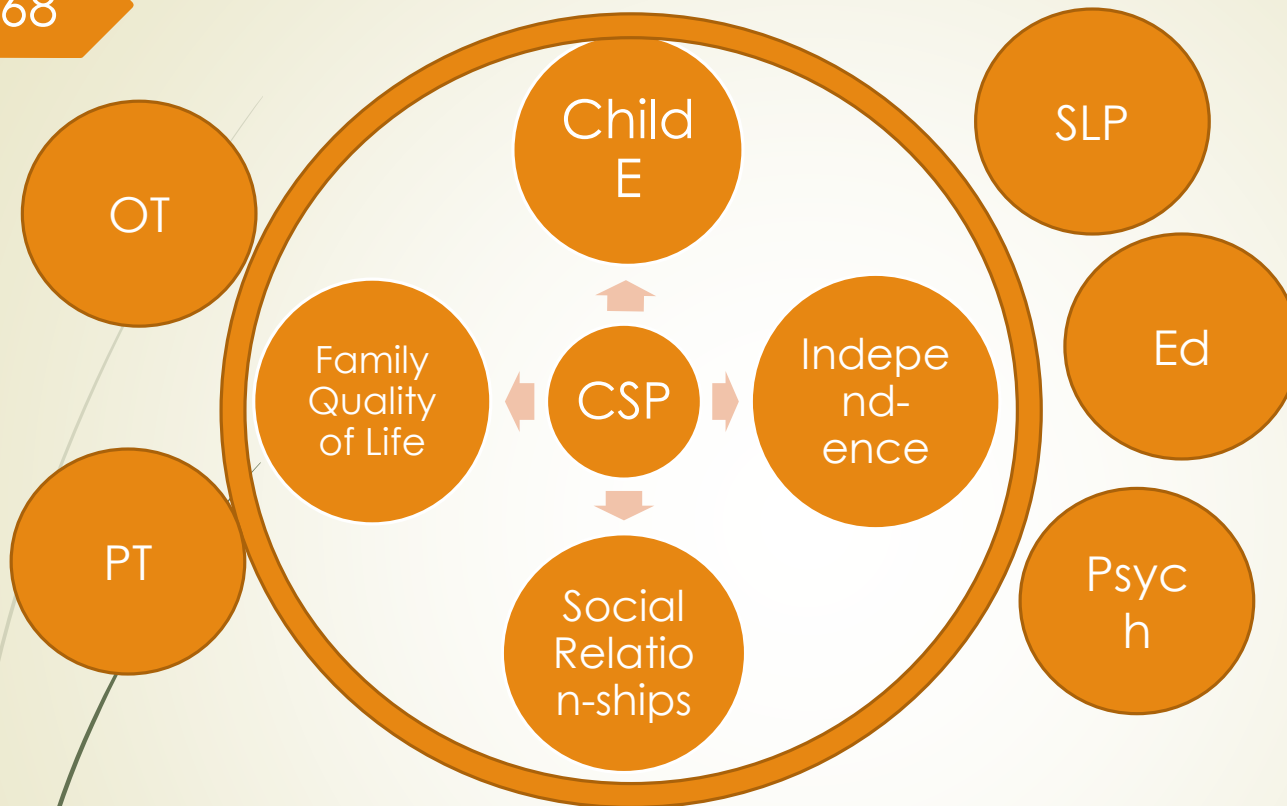 68
Child
E
SLP
OT
Family
Quality
of Life
CSP
Indepe
nd-
ence
Ed
PT
Social
Relatio
n-ships
Psyc
h